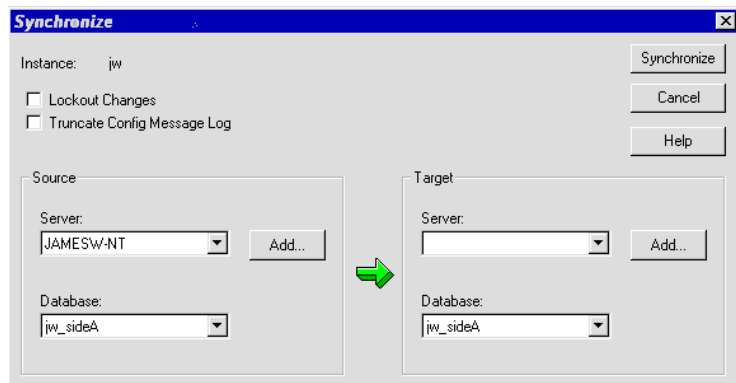 Synchronize
Instance: jw
Synchronize
Lockout Changes
Cancel
Truncate Config Message Log
Help
Source
Server:
JAMESW-NT
Add...
Database:
jw_sideA
Target
Server:
Add...
Database:
jw_sideA